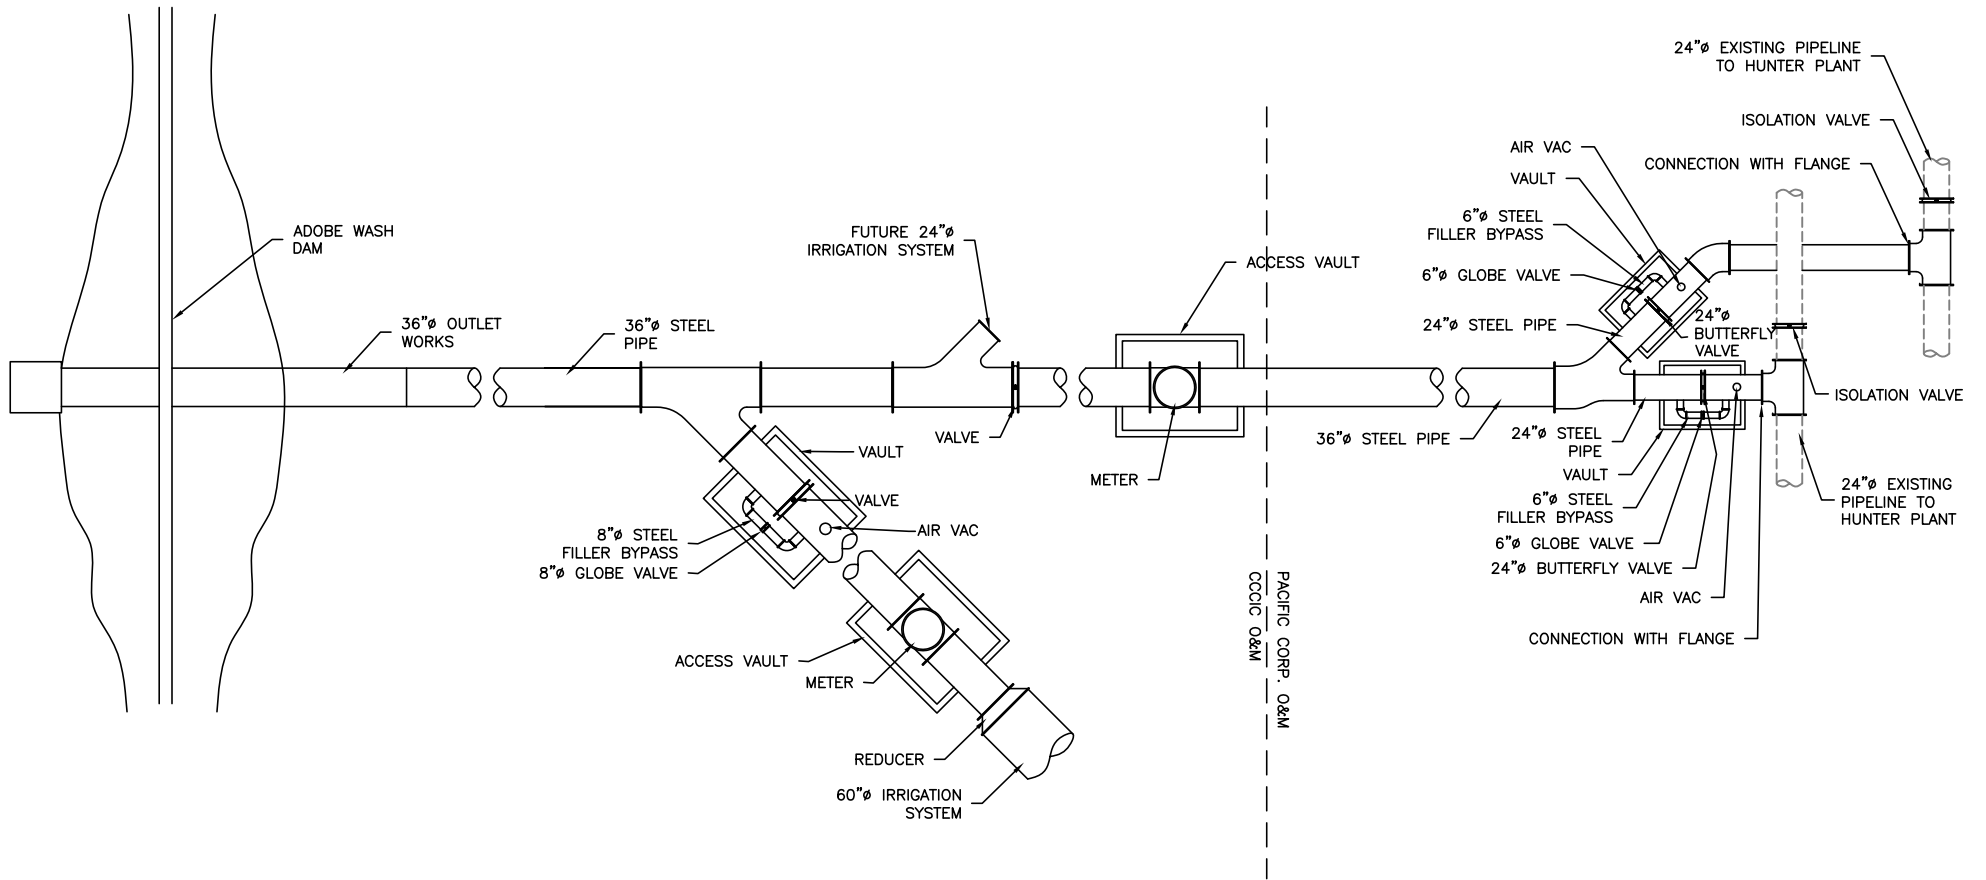 24"ø EXISTING PIPELINE
TO HUNTER PLANT
ISOLATION VALVE
AIR VAC
CONNECTION WITH FLANGE
VAULT
6"ø STEEL
FILLER BYPASS
6"ø GLOBE VALVE
24"ø STEEL PIPE
24"ø
BUTTERFLY
VALVE
ADOBE WASH
DAM
FUTURE 24"ø
IRRIGATION SYSTEM
ACCESS VAULT
36"ø OUTLET
WORKS
36"ø STEEL
PIPE
ISOLATION VALVE
VALVE
METER
36"ø STEEL PIPE
24"ø STEEL
PIPE
VAULT
6"ø STEEL
FILLER BYPASS
6"ø GLOBE VALVE
24"ø BUTTERFLY VALVE
AIR VAC
CONNECTION WITH FLANGE
24"ø EXISTING
PIPELINE TO
HUNTER PLANT
VAULT
VALVE
AIR VAC
8"ø STEEL
FILLER BYPASS
8"ø GLOBE VALVE
PACIFIC CORP. O&M
CCCIC O&M
ACCESS VAULT
METER
REDUCER
60"ø IRRIGATION
SYSTEM